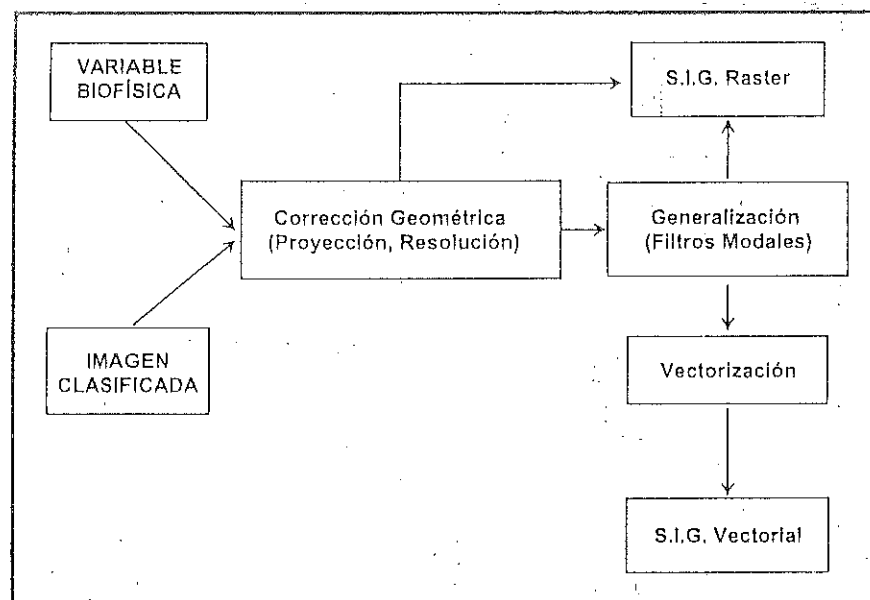 VARIABLE
BIOFÍSICA
S.I.G. Raster
Corrección Geométrica
(Proyección, Resolución)
Generalización
(Filtros Modales)
IMAGEN
CLASIFICADA
Vectorización
S.I.G. Vectorial